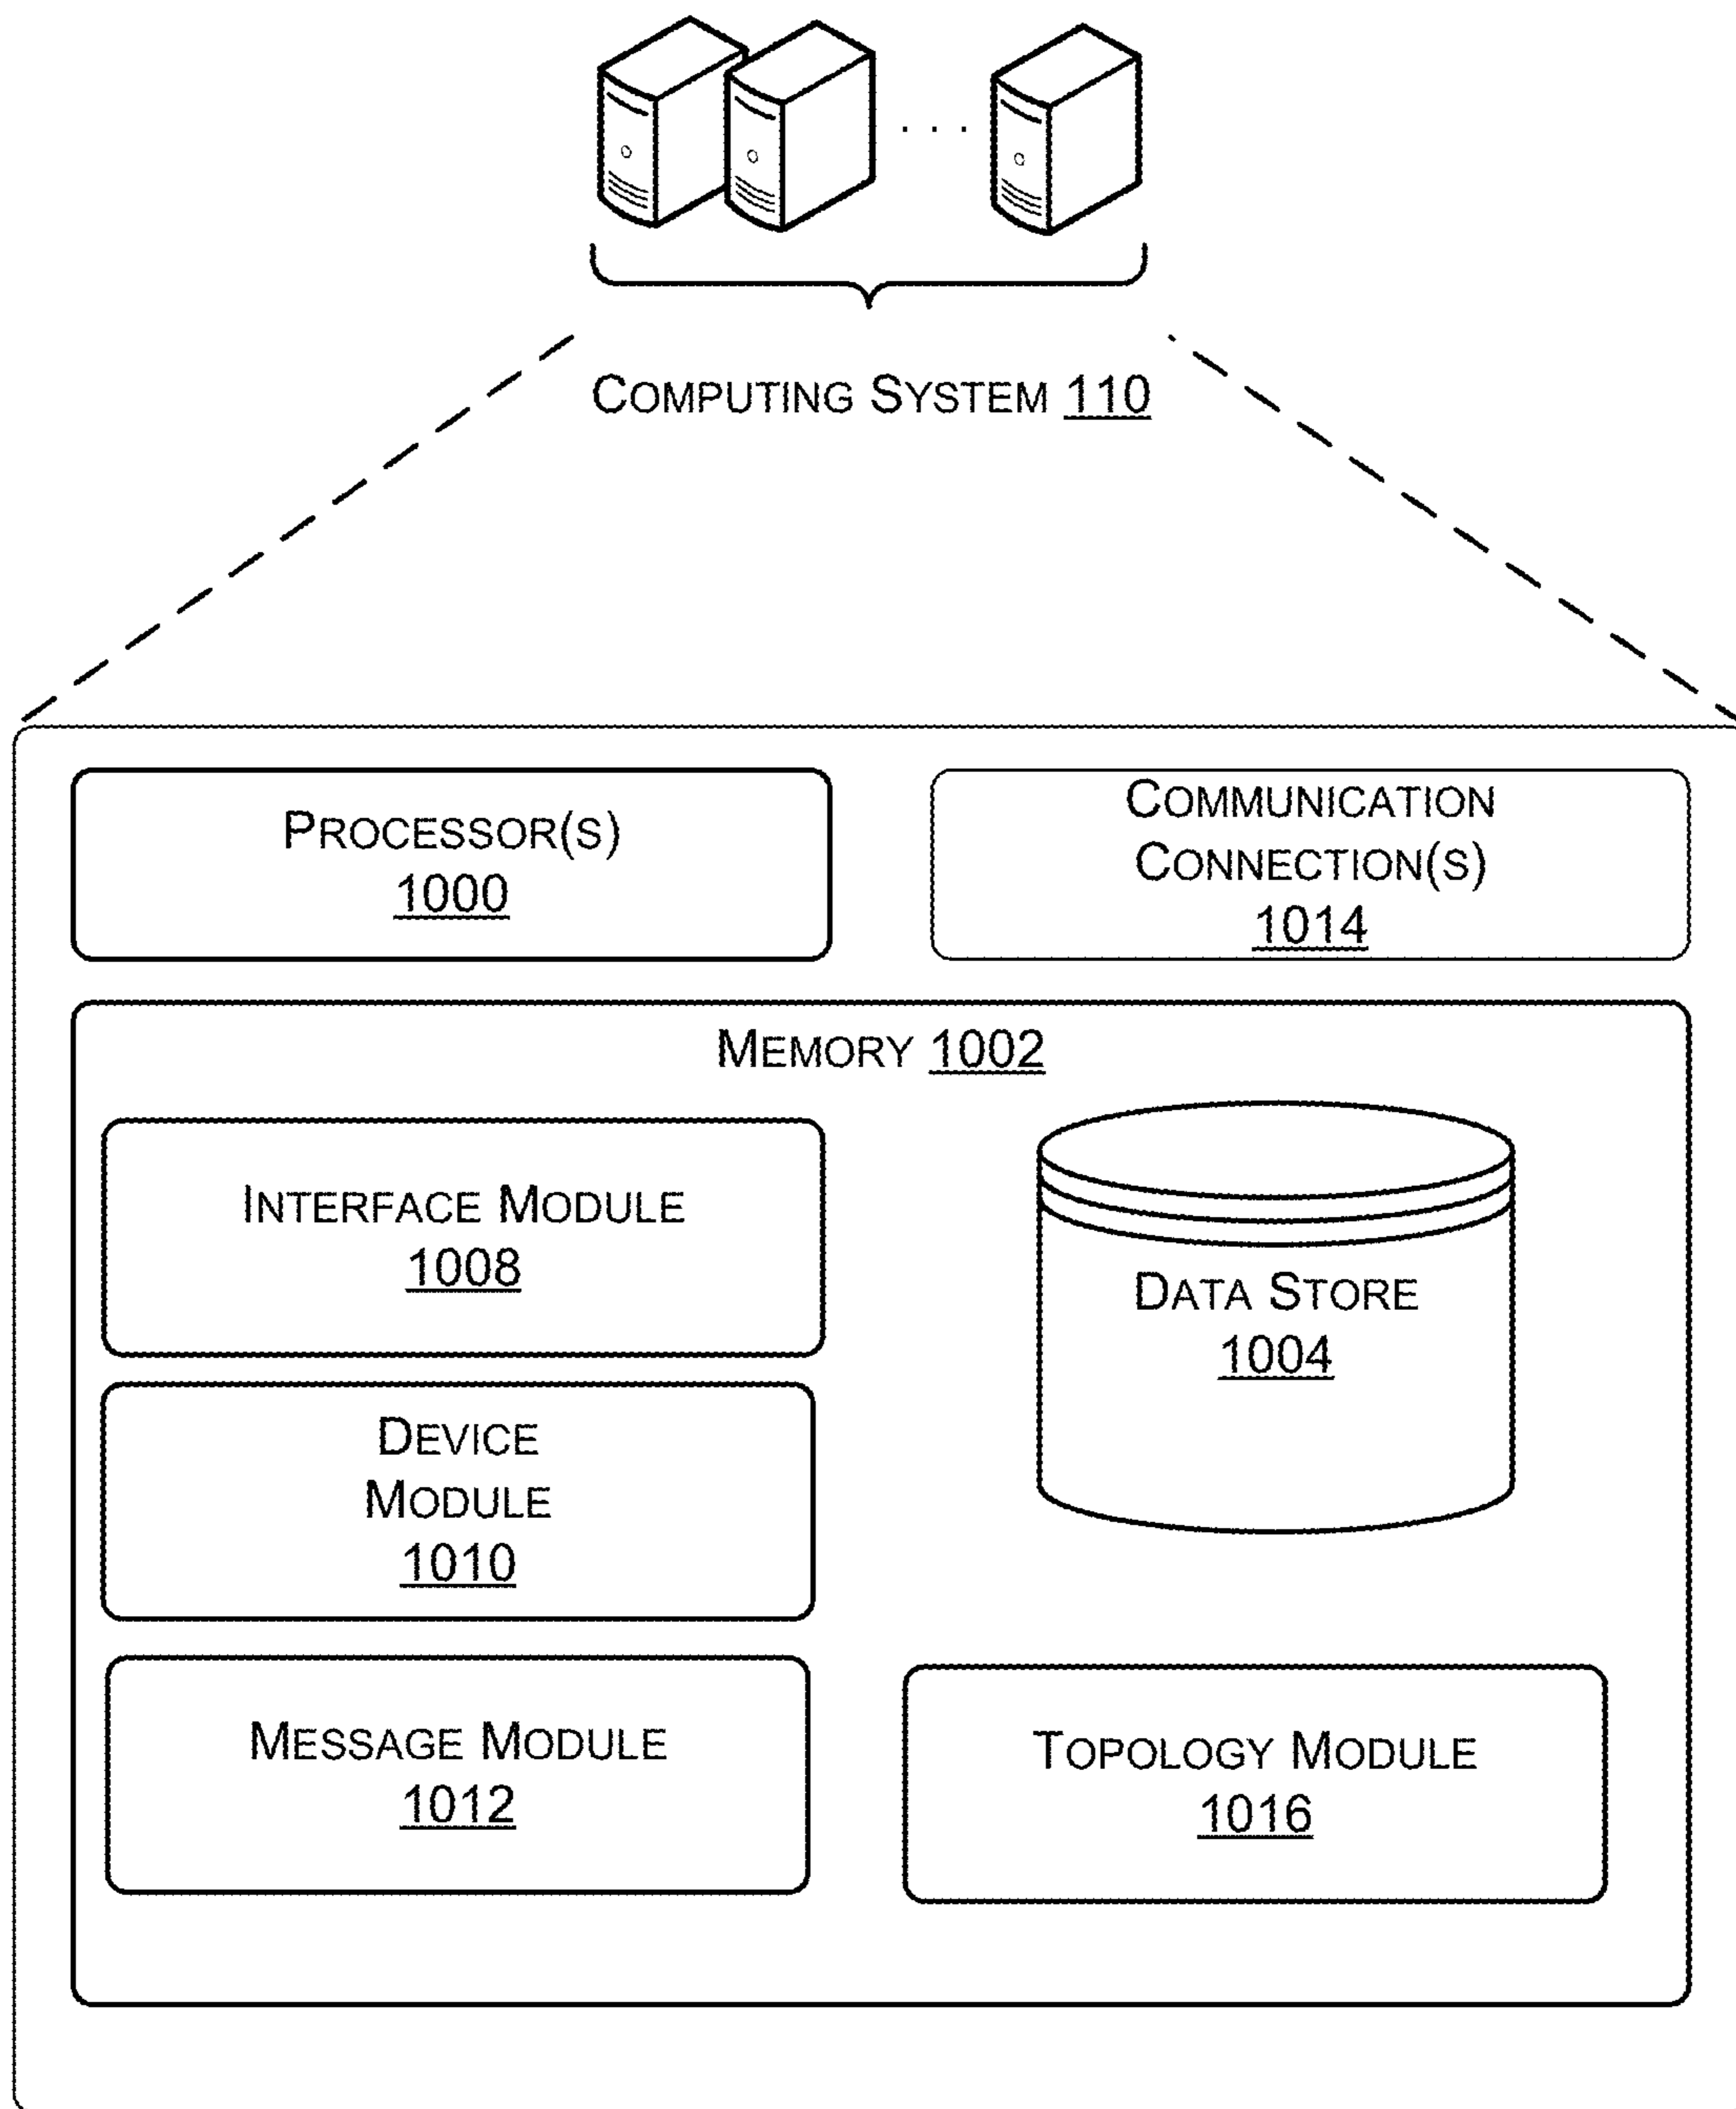 COMPUTING SYSTEM 110
PROCESSOR(S)
1000
COMMUNICATION
CONNECTION(S)
1014
MEMORY 1002
INTERFACE MODULE
1008
DATA STORE
1004
DEVICE
MODULE
1010
MESSAGE MODULE
1012
TOPOLOGY MODULE
1016